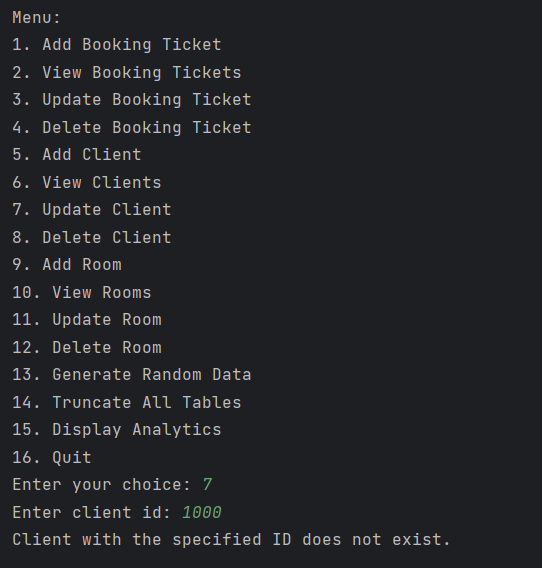 Menu:
1. Add Booking Ticket
2. View Booking Tickets
3. Update Booking Ticket
4. Delete Booking Ticket
5. Add Client
6. View Clients
7. Update Client
8. Delete Client
9. Add Room
10. View Rooms
11. Update Room
12. Delete Room
13. Generate Random Data
14. Truncate All Tables
15. Display Analytics
16. Quit
Enter your choice: 7
Enter client id: 1000
Client with the specified ID does not exist.